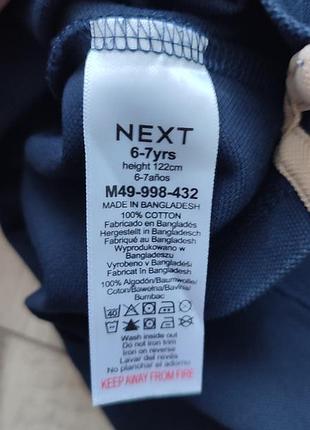 NEXT
6-7yrs
height 122cm
6-7años
M49-998-432
MADE IN BANGLADESH
100% COTTON
Fabricado en Bangladés
Hergestellt in Bangladesch
Fabriqué au Bangladesh
Wyprodukowano w
Bangladeszu
Vyrobeno v Bangladéši
Fabricat în Bangladesh
100% Algodón/Baumwolle/
Coton/Bawełna/Bavlna/
Bumbac
40
Wash inside out
Do not iron trim
Iron on reverse
Lavar del revés
No planchar el adorno
KEEP AWAY FROM FIRE